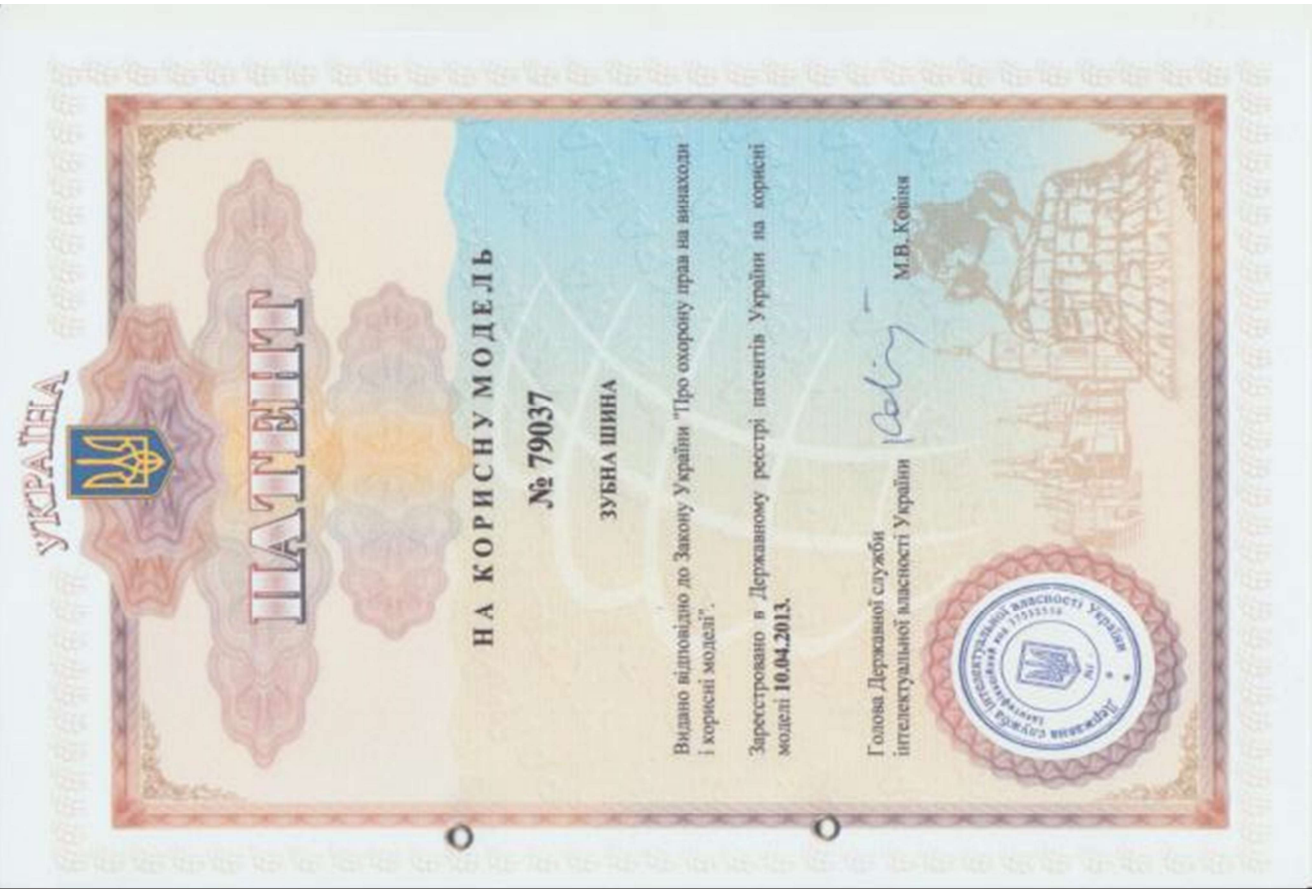 УКРАЇНА
ПАТЕНТ
НА КОРИСНУ МОДЕЛЬ
№ 79037
ЗУБНА ШИНА
Видано відповідно до Закону України "Про охорону прав на винаходи
і корисні моделі".
Зареєстровано в Державному реєстрі патентів України на корисні
моделі 10.04.2013.
Голова Державної служби
інтелектуальної власності України
М.В. Ковіня
Державна служба інтелектуальної власності України